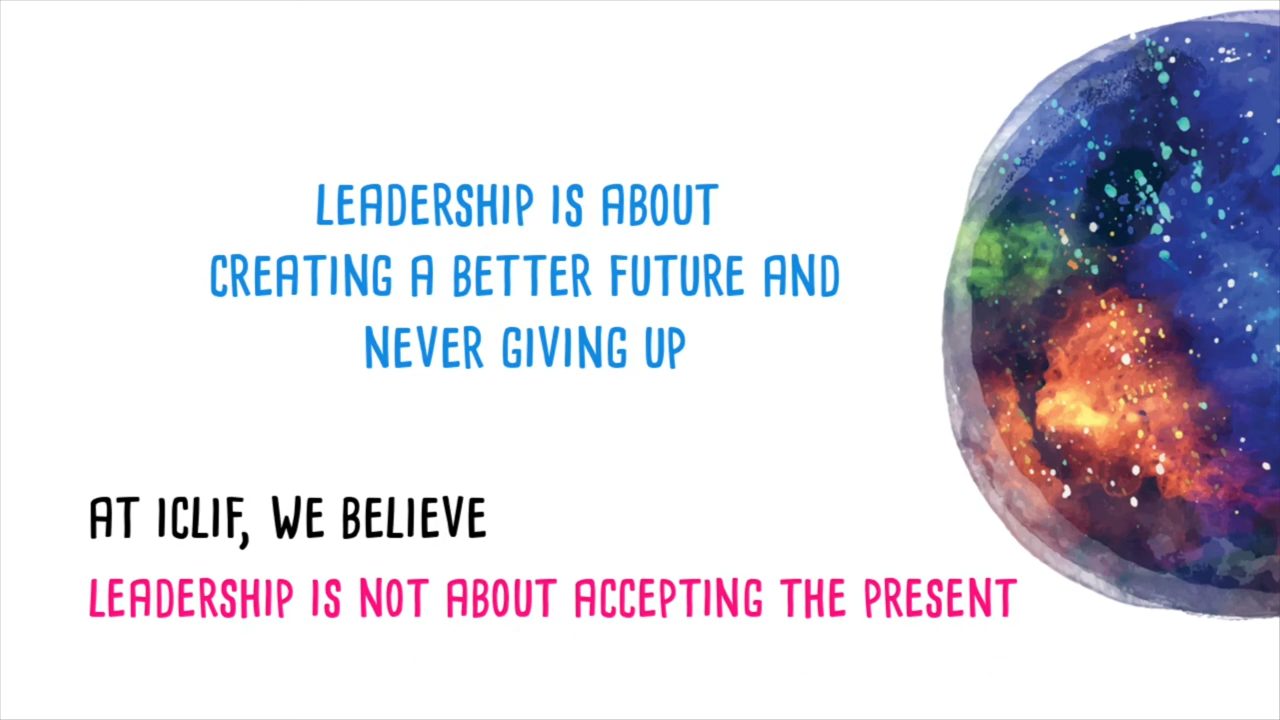 LEADERSHIP IS ABOUT
CREATING A BETTER FUTURE AND
NEVER GIVING UP
AT ICLIF, WE BELIEVE
LEADERSHIP IS NOT ABOUT ACCEPTING THE PRESENT